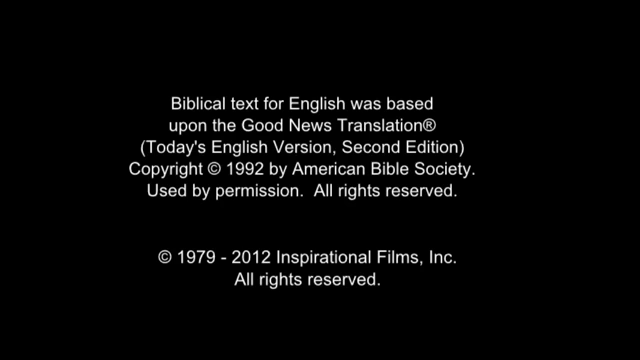 Biblical text for English was based
upon the Good News Translation®
(Today's English Version, Second Edition)
Copyright © 1992 by American Bible Society.
Used by permission.  All rights reserved.
© 1979 - 2012 Inspirational Films, Inc.
All rights reserved.